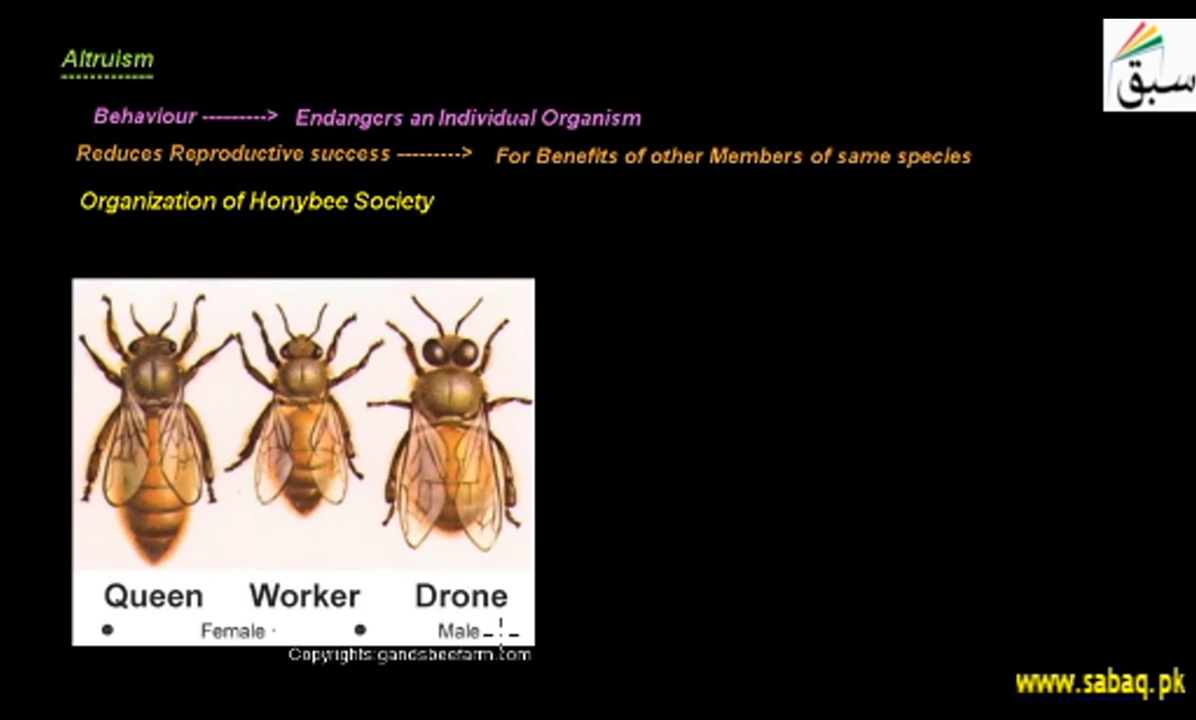 Altruism
سبق
Behaviour ---------> Endangers an Individual Organism
Reduces Reproductive success ---------> For Benefits of other Members of same species
Organization of Honybee Society
Queen Worker Drone
Female Male
Copyrights:gandsbeefarm.com
www.sabaq.pk